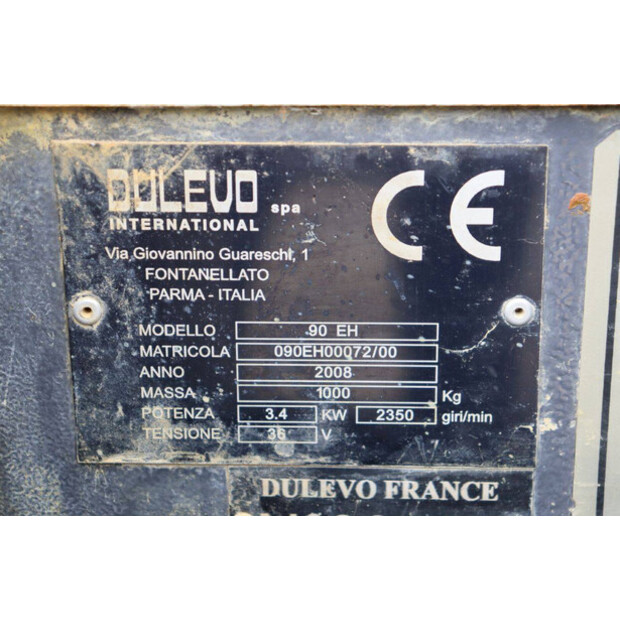 DULEVO spa
INTERNATIONAL
CE
Via Giovannino Guareschi, 1
FONTANELLATO
PARMA - ITALIA
MODELLO 90 EH
MATRICOLA 090EH00072/00
ANNO 2008
MASSA 1000 Kg
POTENZA 3.4 KW 2350 giri/min
TENSIONE 36 V
DULEVO FRANCE